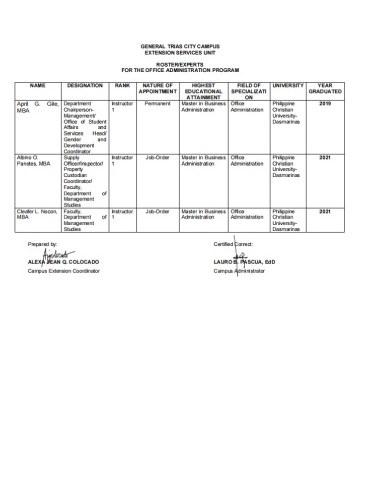 GENERAL TRIAS CITY CAMPUS
EXTENSION SERVICES UNIT
ROSTER/EXPERTS
FOR THE OFFICE ADMINISTRATION PROGRAM
NAME DESIGNATION RANK NATURE OF APPOINTMENT HIGHEST EDUCATIONAL ATTAINMENT FIELD OF SPECIALIZATI ON UNIVERSITY YEAR GRADUATED
April G. Gile, Department Instructor Permanent Master in Business Office Philippine 2019
MBA Chairperson- 1 Administration Administration Christian
Management/ University-
Office of Student Dasmarinas
Affairs and
Services Head/
Gender and
Development
Coordinator
Albino O. Supply Instructor Job-Order Master in Business Office Philippine 2021
Panates, MBA Officer/Inspector/ 1 Administration Administration Christian
Property University-
Custodian Dasmarinas
Coordinator/
Faculty,
Department of
Management
Studies
Cleafer L. Nocon, Faculty, Instructor Job-Order Master in Business Office Philippine 2021
MBA Department of 1 Administration Administration Christian
Management University-
Studies Dasmarinas
Prepared by: Certified Correct:
ALEXA JEAN Q. COLOCADO LAURO B. PASCUA, EdD
Campus Extension Coordinator Campus Administrator